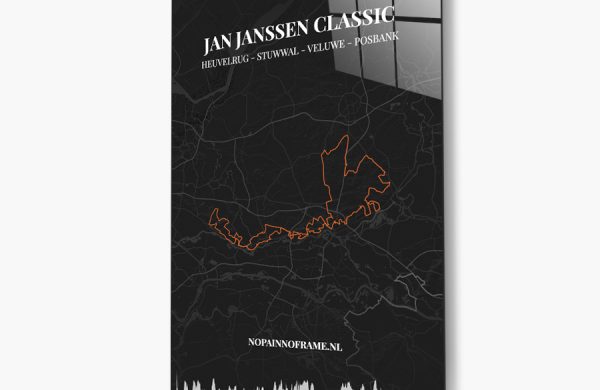 JAN JANSSEN CLASSIC
HEUVELRUG - STUWWAL - VELUWE - POSBANK
NOPAINNOFRAME.NL